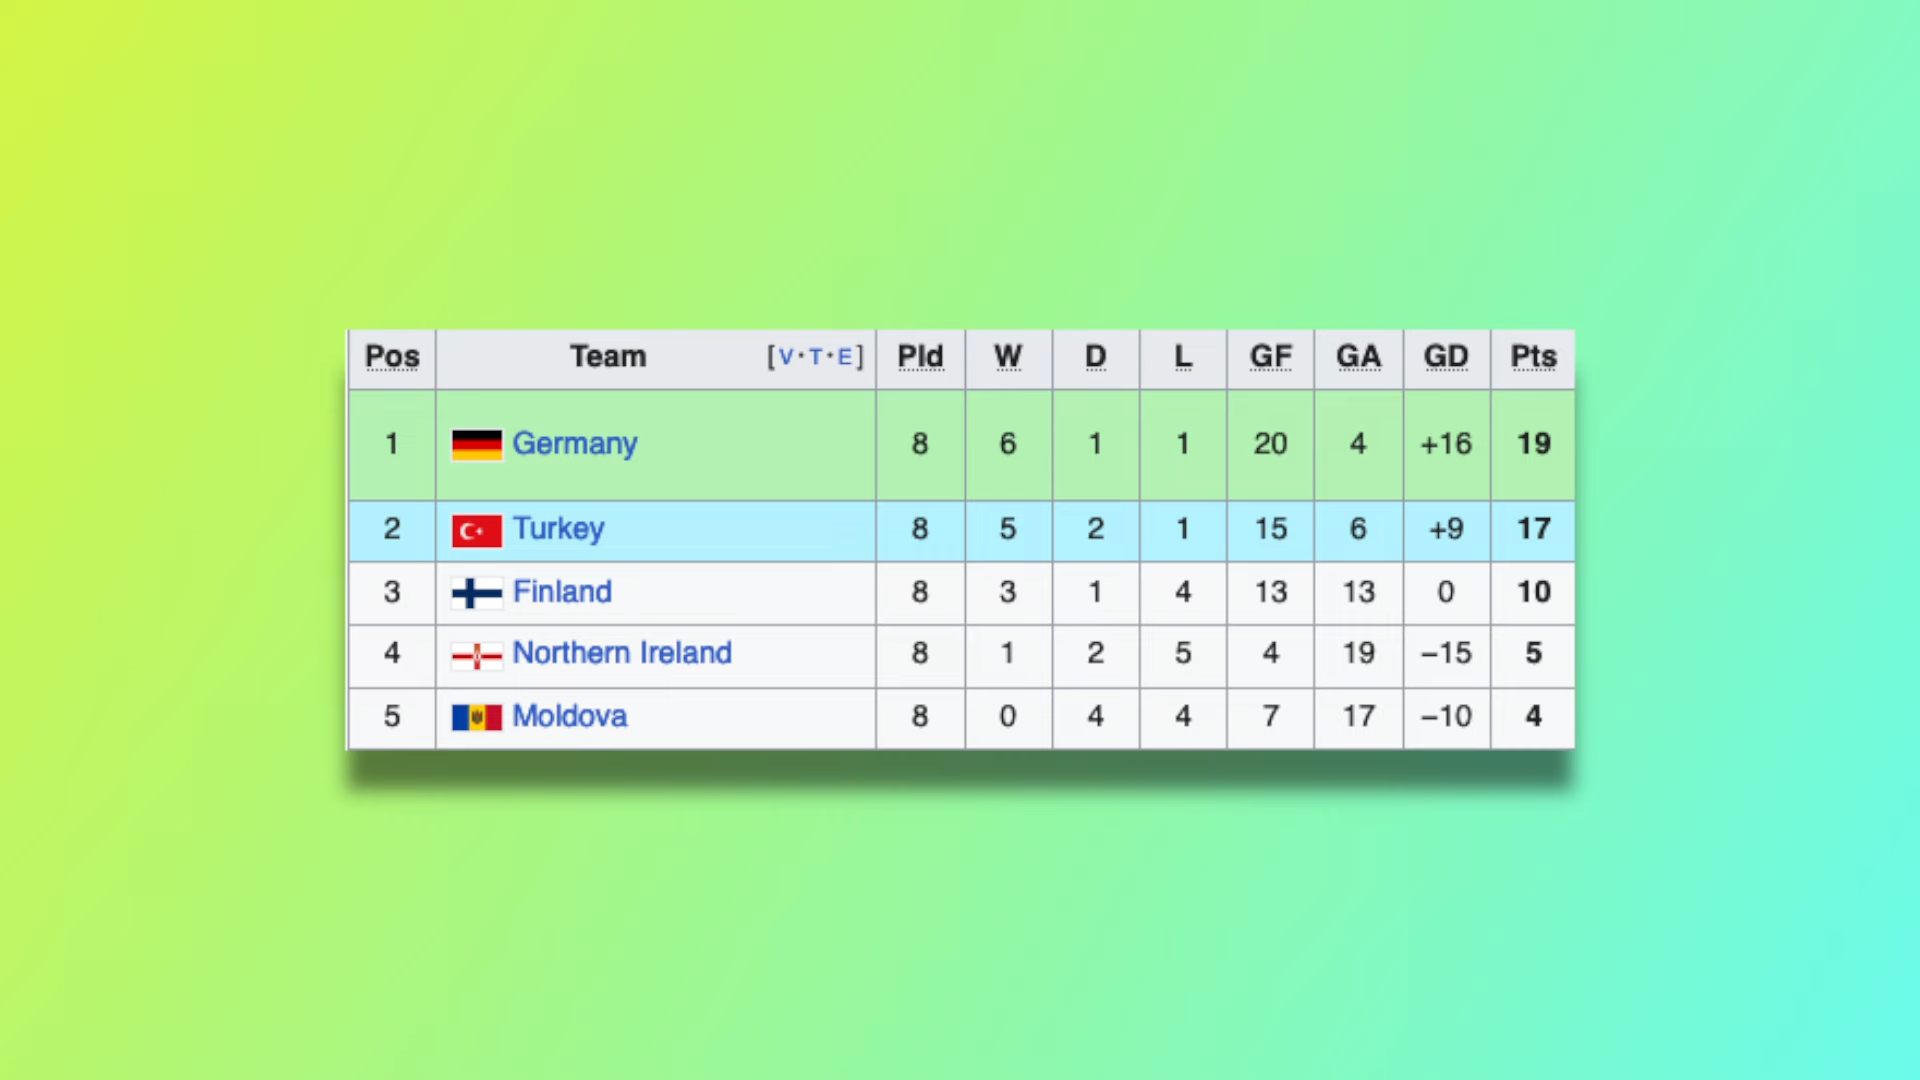 Pos Team [V·T·E] Pld W D L GF GA GD Pts
1 Germany 8 6 1 1 20 4 +16 19
2 Turkey 8 5 2 1 15 6 +9 17
3 Finland 8 3 1 4 13 13 0 10
4 Northern Ireland 8 1 2 5 4 19 −15 5
5 Moldova 8 0 4 4 7 17 −10 4